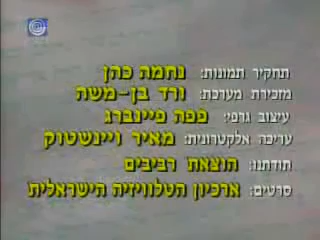 תחקיר תמונות: נחמה כהן
מזכירת מערכת: ורד בן-משה
עיצוב גרפי: פפה פיינברג
עריכה אלקטרונית: מאיר ויינשטוק
תודתנו: הוצאת רביבים
סרטים: ארכיון הטלוויזיה הישראלית